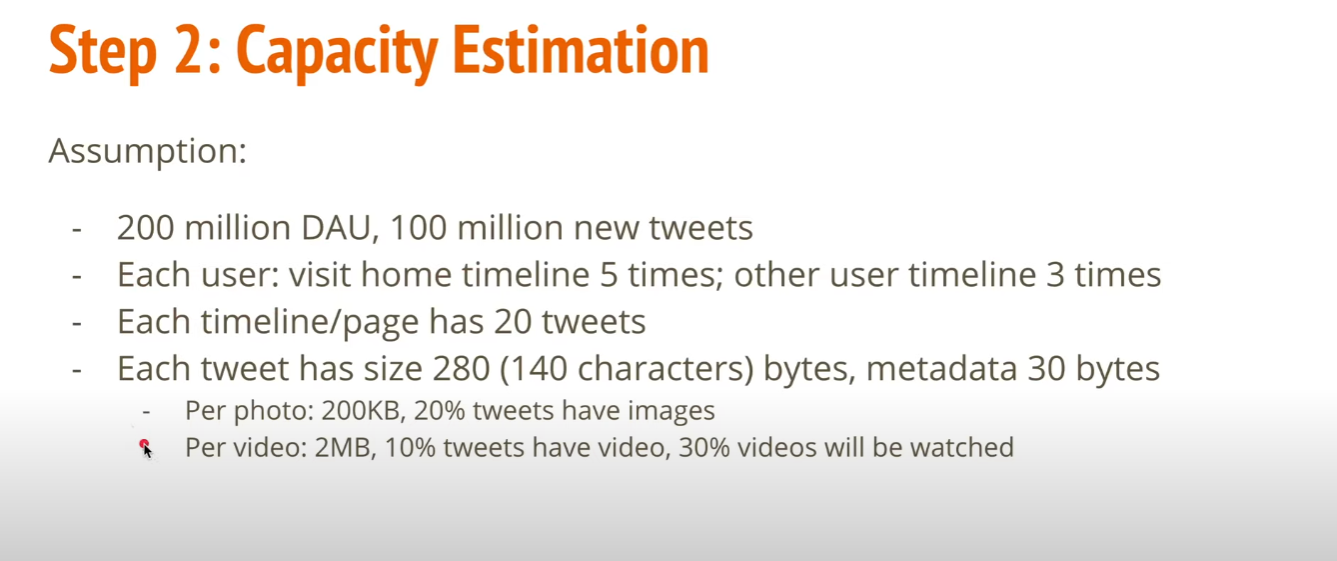 Step 2: Capacity Estimation
Assumption:
- 200 million DAU, 100 million new tweets
- Each user: visit home timeline 5 times; other user timeline 3 times
- Each timeline/page has 20 tweets
- Each tweet has size 280 (140 characters) bytes, metadata 30 bytes
- Per photo: 200KB, 20% tweets have images
Per video: 2MB, 10% tweets have video, 30% videos will be watched